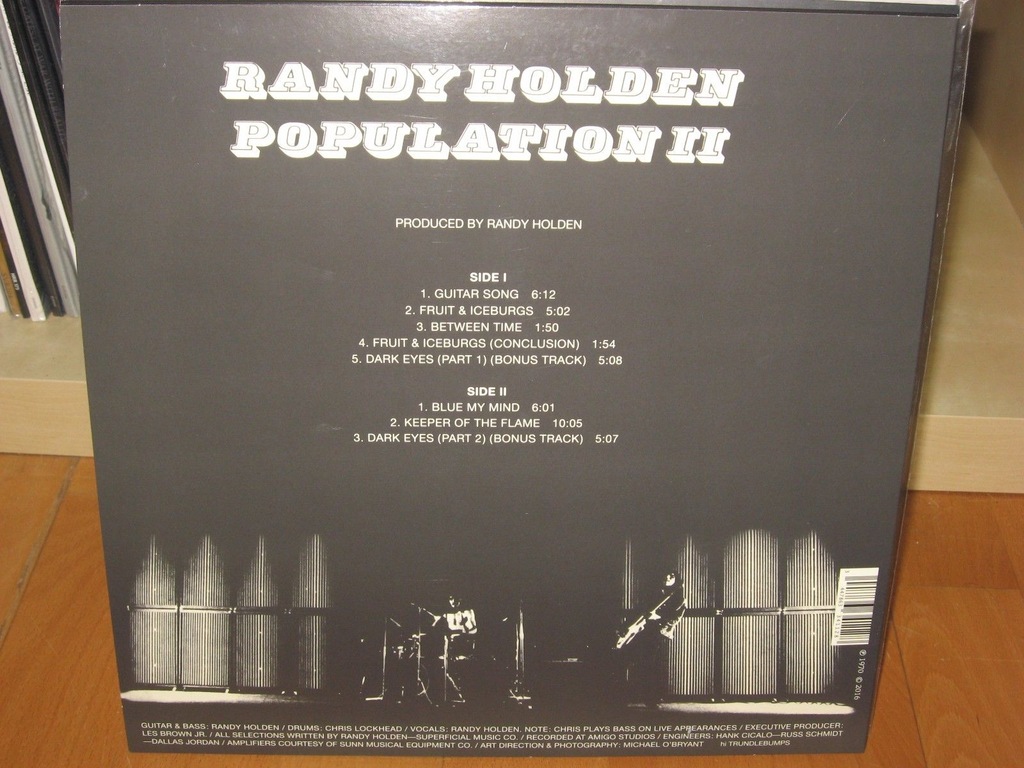 RANDY HOLDEN
POPULATION II
PRODUCED BY RANDY HOLDEN
SIDE I
1. GUITAR SONG 6:12
2. FRUIT & ICEBURGS 5:02
3. BETWEEN TIME 1:50
4. FRUIT & ICEBURGS (CONCLUSION) 1:54
5. DARK EYES (PART 1) (BONUS TRACK) 5:08
SIDE II
1. BLUE MY MIND 6:01
2. KEEPER OF THE FLAME 10:05
3. DARK EYES (PART 2) (BONUS TRACK) 5:07
℗ 1970 © 2016
GUITAR & BASS: RANDY HOLDEN / DRUMS: CHRIS LOCKHEAD / VOCALS: RANDY HOLDEN. NOTE: CHRIS PLAYS BASS ON LIVE APPEARANCES / EXECUTIVE PRODUCER:
LES BROWN JR. / ALL SELECTIONS WRITTEN BY RANDY HOLDEN—SUPERFICIAL MUSIC CO. / RECORDED AT AMIGO STUDIOS / ENGINEERS: HANK CICALO—RUSS SCHMIDT
—DALLAS JORDAN / AMPLIFIERS COURTESY OF SUNN MUSICAL EQUIPMENT CO. / ART DIRECTION & PHOTOGRAPHY: MICHAEL O'BRYANT hi TRUNDLEBUMPS